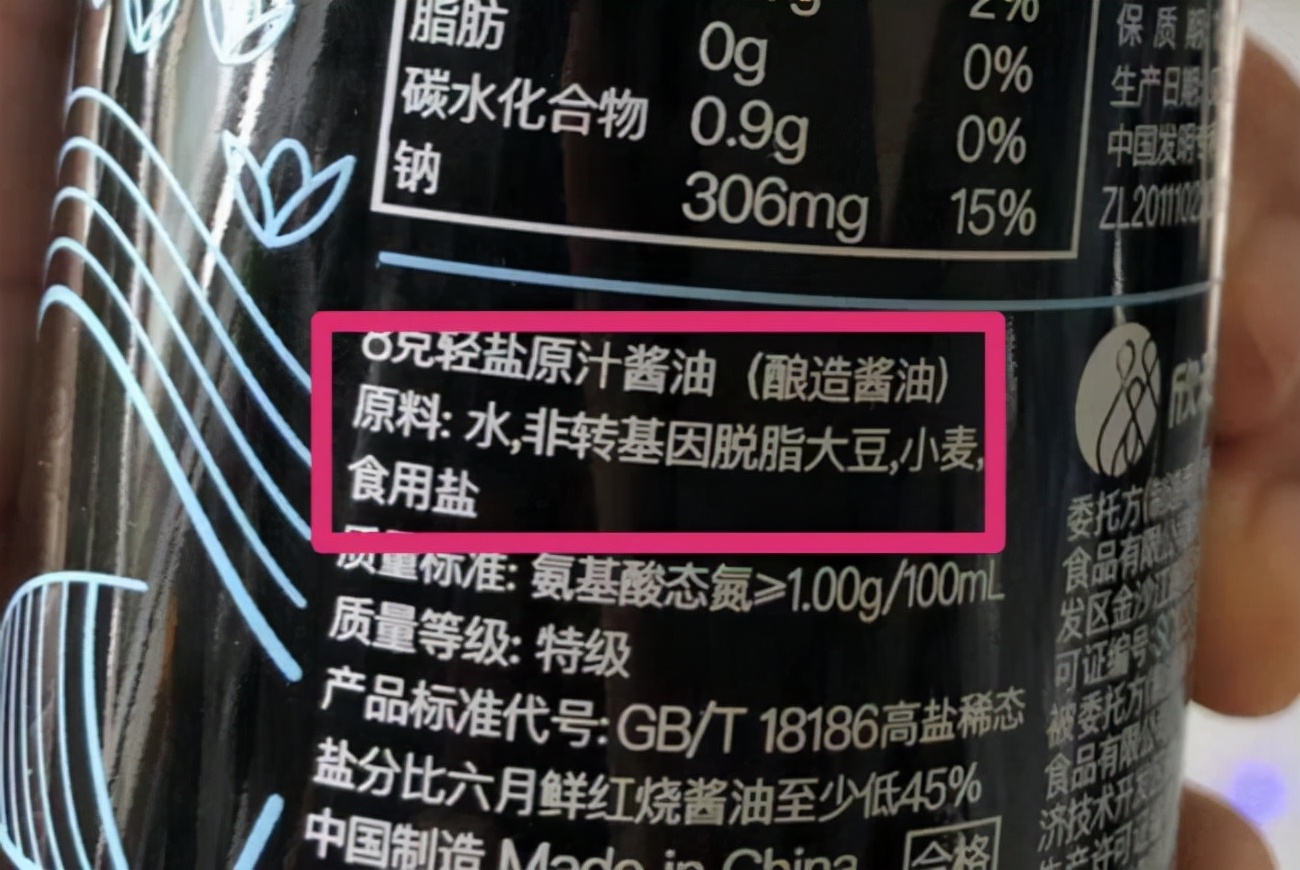 2%
脂肪 0g 0%
碳水化合物 0.9g 0%
钠 306mg 15%
8克轻盐原汁酱油（酿造酱油）
原料: 水,非转基因脱脂大豆,小麦,
食用盐
质量标准: 氨基酸态氮≥1.00g/100mL
质量等级: 特级
产品标准代号: GB/T 18186高盐稀态
盐分比六月鲜红烧酱油至少低45%
中国制造 Made in China 合格
保 质 期
生产日期
中国发明专
ZL2011102
委托方
食品有限公
发区金沙江
可证编号:S
被委托方
食品有限公
济技术开发
生产许可证